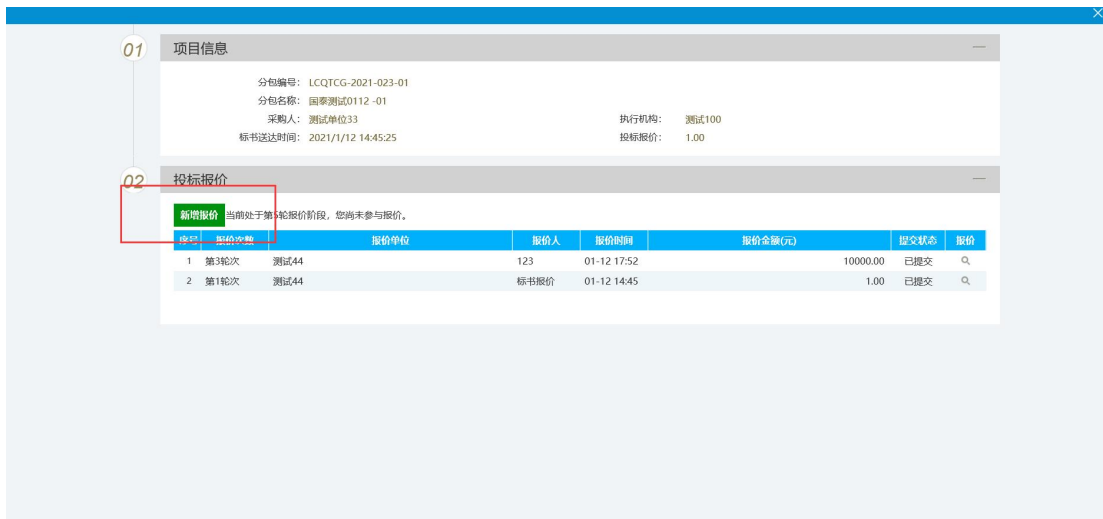 01 项目信息
分包编号： LCQTCG-2021-023-01
分包名称： 国泰测试0112 -01
采购人： 测试单位33 执行机构： 测试100
标书送达时间： 2021/1/12 14:45:25 投标报价： 1.00
02 投标报价
新增报价 当前处于第5轮报价阶段，您尚未参与报价。
序号 报价次数 报价单位 报价人 报价时间 报价金额(元) 提交状态 报价
1 第3轮次 测试44 123 01-12 17:52 10000.00 已提交
2 第1轮次 测试44 标书报价 01-12 14:45 1.00 已提交